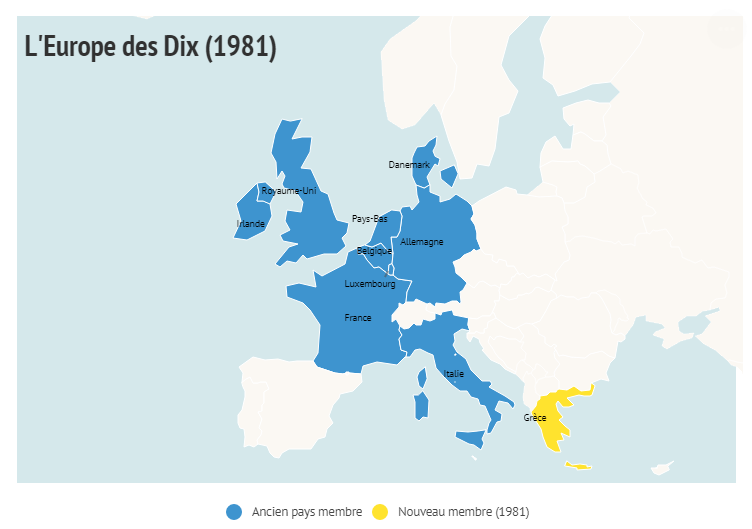 L'Europe des Dix (1981)
Danemark
Royaume-Uni
Pays-Bas
Irlande
Allemagne
Belgique
Luxembourg
France
Italie
Grèce
Ancien pays membre
Nouveau membre (1981)